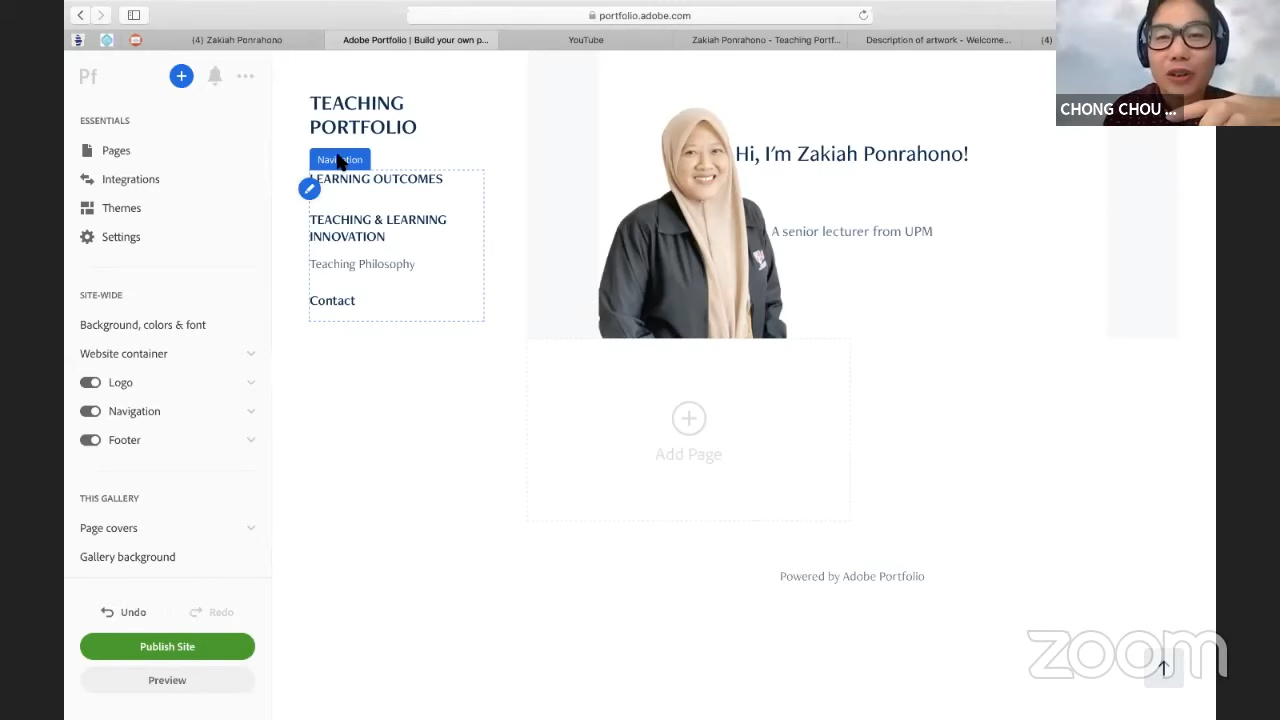 portfolio.adobe.com
(4) Zakiah Ponrahono
Adobe Portfolio | Build your own p...
YouTube
Zakiah Ponrahono - Teaching Portf...
Description of artwork - Welcome...
(4)
CHONG CHOU ...
Pf
ESSENTIALS
Pages
Integrations
Themes
Settings
SITE-WIDE
Background, colors & font
Website container
Logo
Navigation
Footer
THIS GALLERY
Page covers
Gallery background
Undo
Redo
Publish Site
Preview
TEACHING
PORTFOLIO
Navigation
LEARNING OUTCOMES
TEACHING & LEARNING
INNOVATION
Teaching Philosophy
Contact
Hi, I'm Zakiah Ponrahono!
A senior lecturer from UPM
Add Page
Powered by Adobe Portfolio
zoom